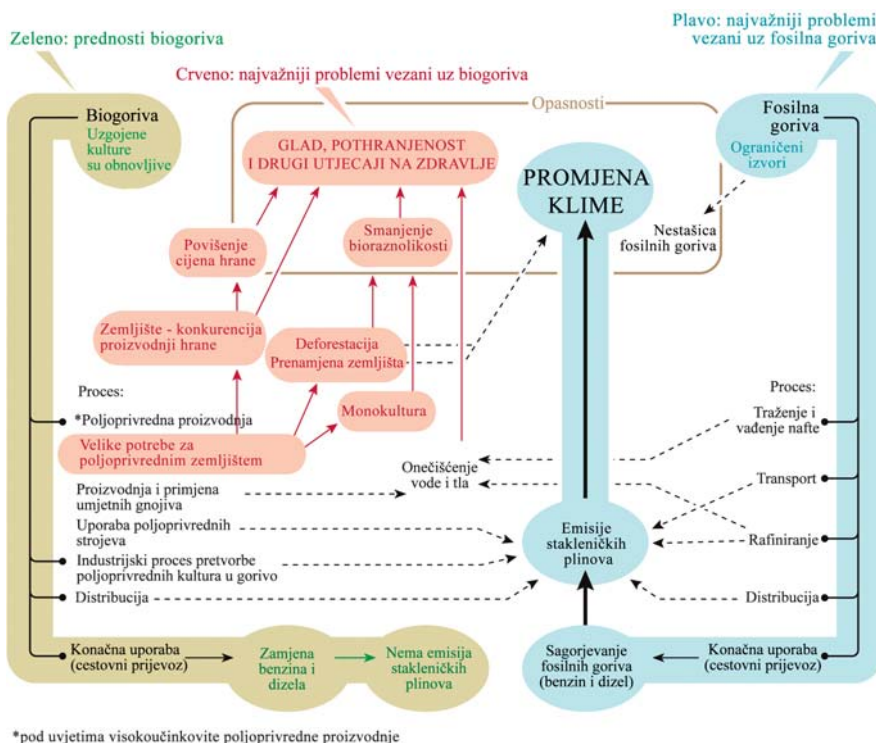 Zeleno: prednosti biogoriva
Plavo: najvažniji problemi
vezani uz fosilna goriva
Crveno: najvažniji problemi vezani uz biogoriva
Biogoriva
Uzgojene
kulture
su obnovljive
Opasnosti
GLAD, POTHRANJENOST
I DRUGI UTJECAJI NA ZDRAVLJE
Fosilna
goriva
Ograničeni
izvori
PROMJENA
KLIME
Povišenje
cijena hrane
Smanjenje
bioraznolikosti
Nestašica
fosilnih goriva
Zemljište - konkurencija
proizvodnji hrane
Deforestacija
Prenamjena zemljišta
Proces:
*Poljoprivredna proizvodnja
Monokultura
Velike potrebe za
poljoprivrednim zemljištem
Proces:
Traženje i
vađenje nafte
Onečišćenje
vode i tla
Transport
Proizvodnja i primjena
umjetnih gnojiva
Uporaba poljoprivrednih
strojeva
Emisije
stakleničkih
plinova
Rafiniranje
Industrijski proces pretvorbe
poljoprivrednih kultura u gorivo
Distribucija
Distribucija
Konačna uporaba
(cestovni prijevoz)
Zamjena
benzina i
dizela
Nema emisija
stakleničkih
plinova
Sagorjevanje
fosilnih goriva
(benzin i dizel)
Konačna uporaba
(cestovni prijevoz)
*pod uvjetima visokoučinkovite poljoprivredne proizvodnje